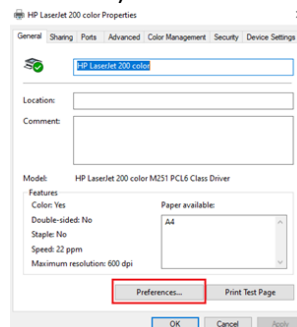 HP LaserJet 200 color Properties
General Sharing Ports Advanced Color Management Security Device Settings
HP LaserJet 200 color
Location:
Comment:
Model: HP LaserJet 200 color M251 PCL6 Class Driver
Features
Color: Yes Paper available:
Double-sided: No A4
Staple: No
Speed: 22 ppm
Maximum resolution: 600 dpi
Preferences... Print Test Page
OK Cancel Apply